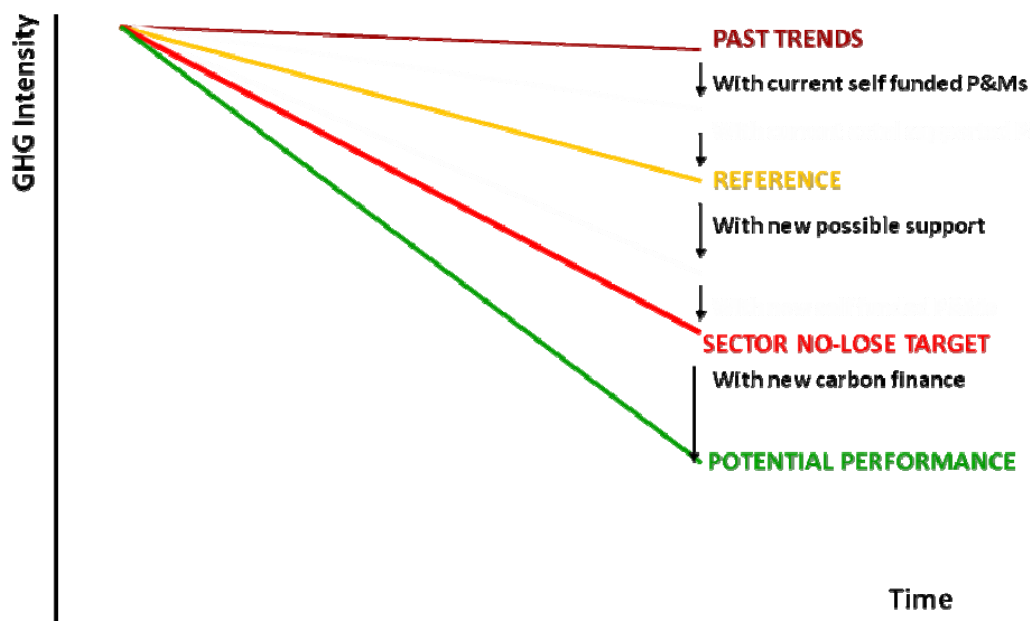 GHG Intensity
PAST TRENDS
With current self funded P&Ms
REFERENCE
With new possible support
SECTOR NO-LOSE TARGET
With new carbon finance
POTENTIAL PERFORMANCE
Time